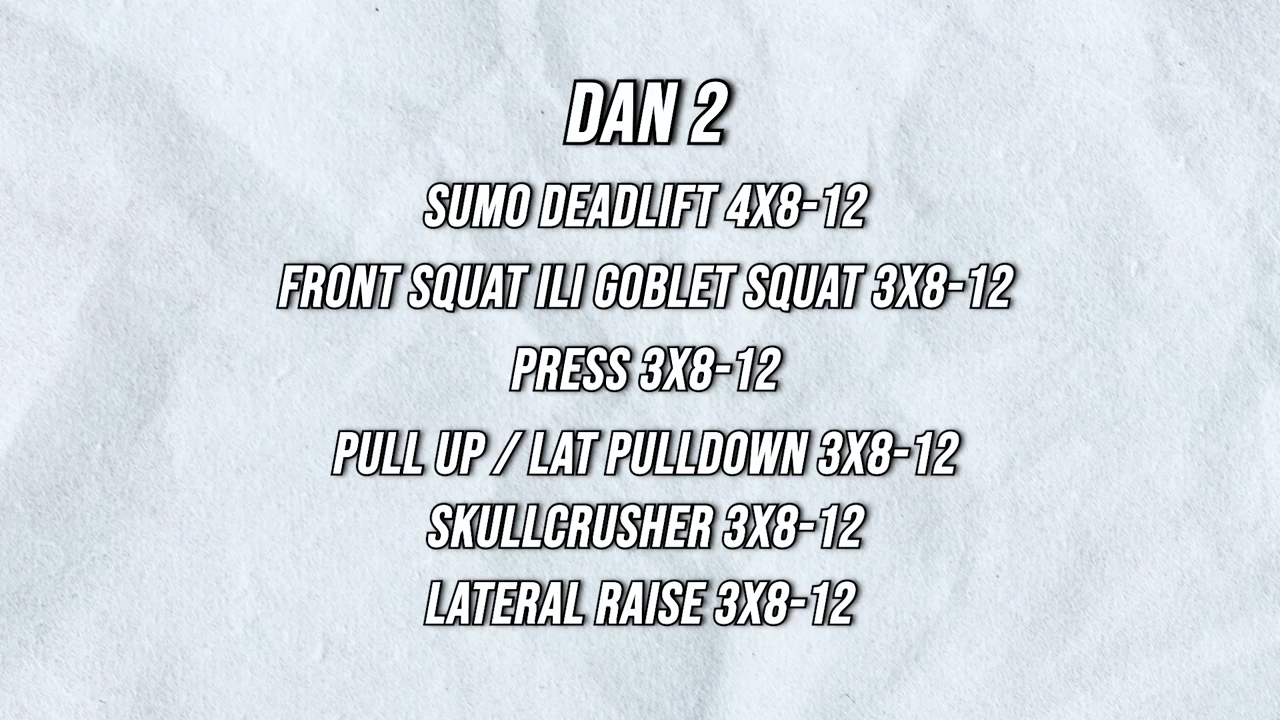 DAN 2
SUMO DEADLIFT 4X8-12
FRONT SQUAT ILI GOBLET SQUAT 3X8-12
PRESS 3X8-12
PULL UP / LAT PULLDOWN 3X8-12
SKULLCRUSHER 3X8-12
LATERAL RAISE 3X8-12